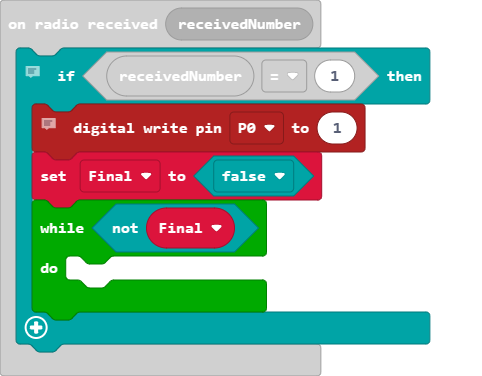 on radio received receivedNumber
if receivedNumber = 1 then
digital write pin P0 to 1
set Final to false
while not Final
do